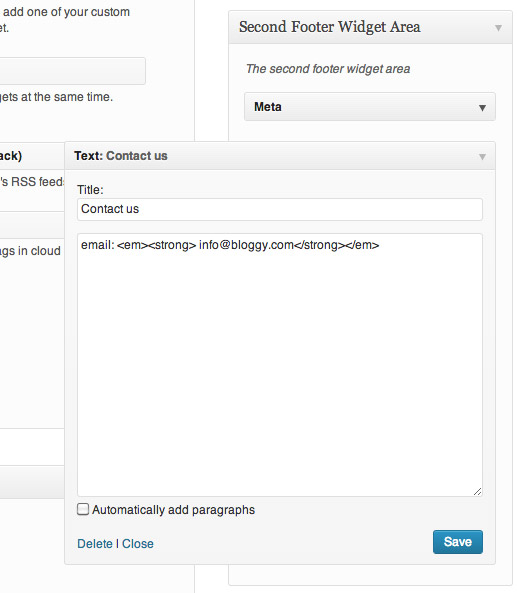 add one of your custom
et.
gets at the same time.
ack)
's RSS feeds
ags in cloud
Second Footer Widget Area
The second footer widget area
Meta
Text: Contact us
Title:
Contact us
email: <em><strong> info@bloggy.com</strong></em>
Automatically add paragraphs
Delete | Close
Save